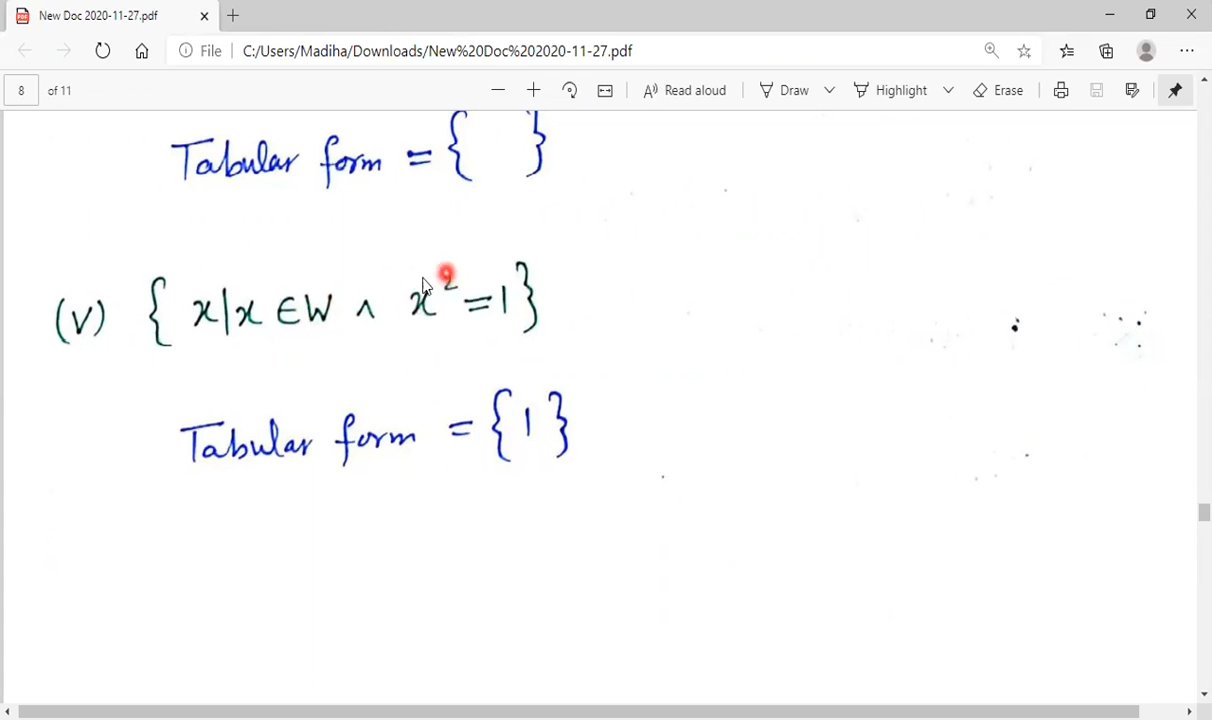 New Doc 2020-11-27.pdf
File C:/Users/Madiha/Downloads/New%20Doc%202020-11-27.pdf
8 of 11 Read aloud Draw Highlight Erase
Tabular form = { }
(V) { x|x ∈ W ∧ x² = 1 }
Tabular form = { 1 }